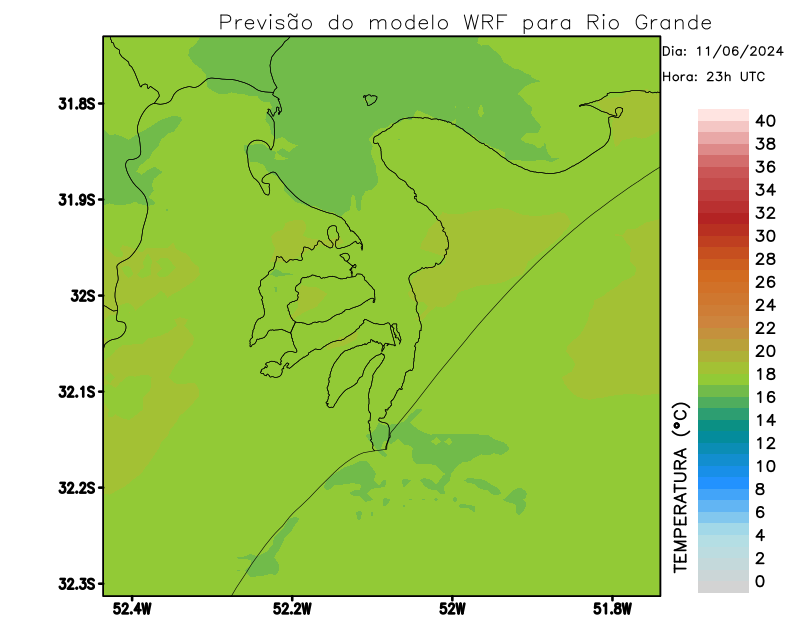 Previsão do modelo WRF para Rio Grande
Dia: 11/06/2024
Hora: 23h UTC
31.8S
31.9S
32S
32.1S
32.2S
32.3S
52.4W
52.2W
52W
51.8W
TEMPERATURA (°C)
40
38
36
34
32
30
28
26
24
22
20
18
16
14
12
10
8
6
4
2
0